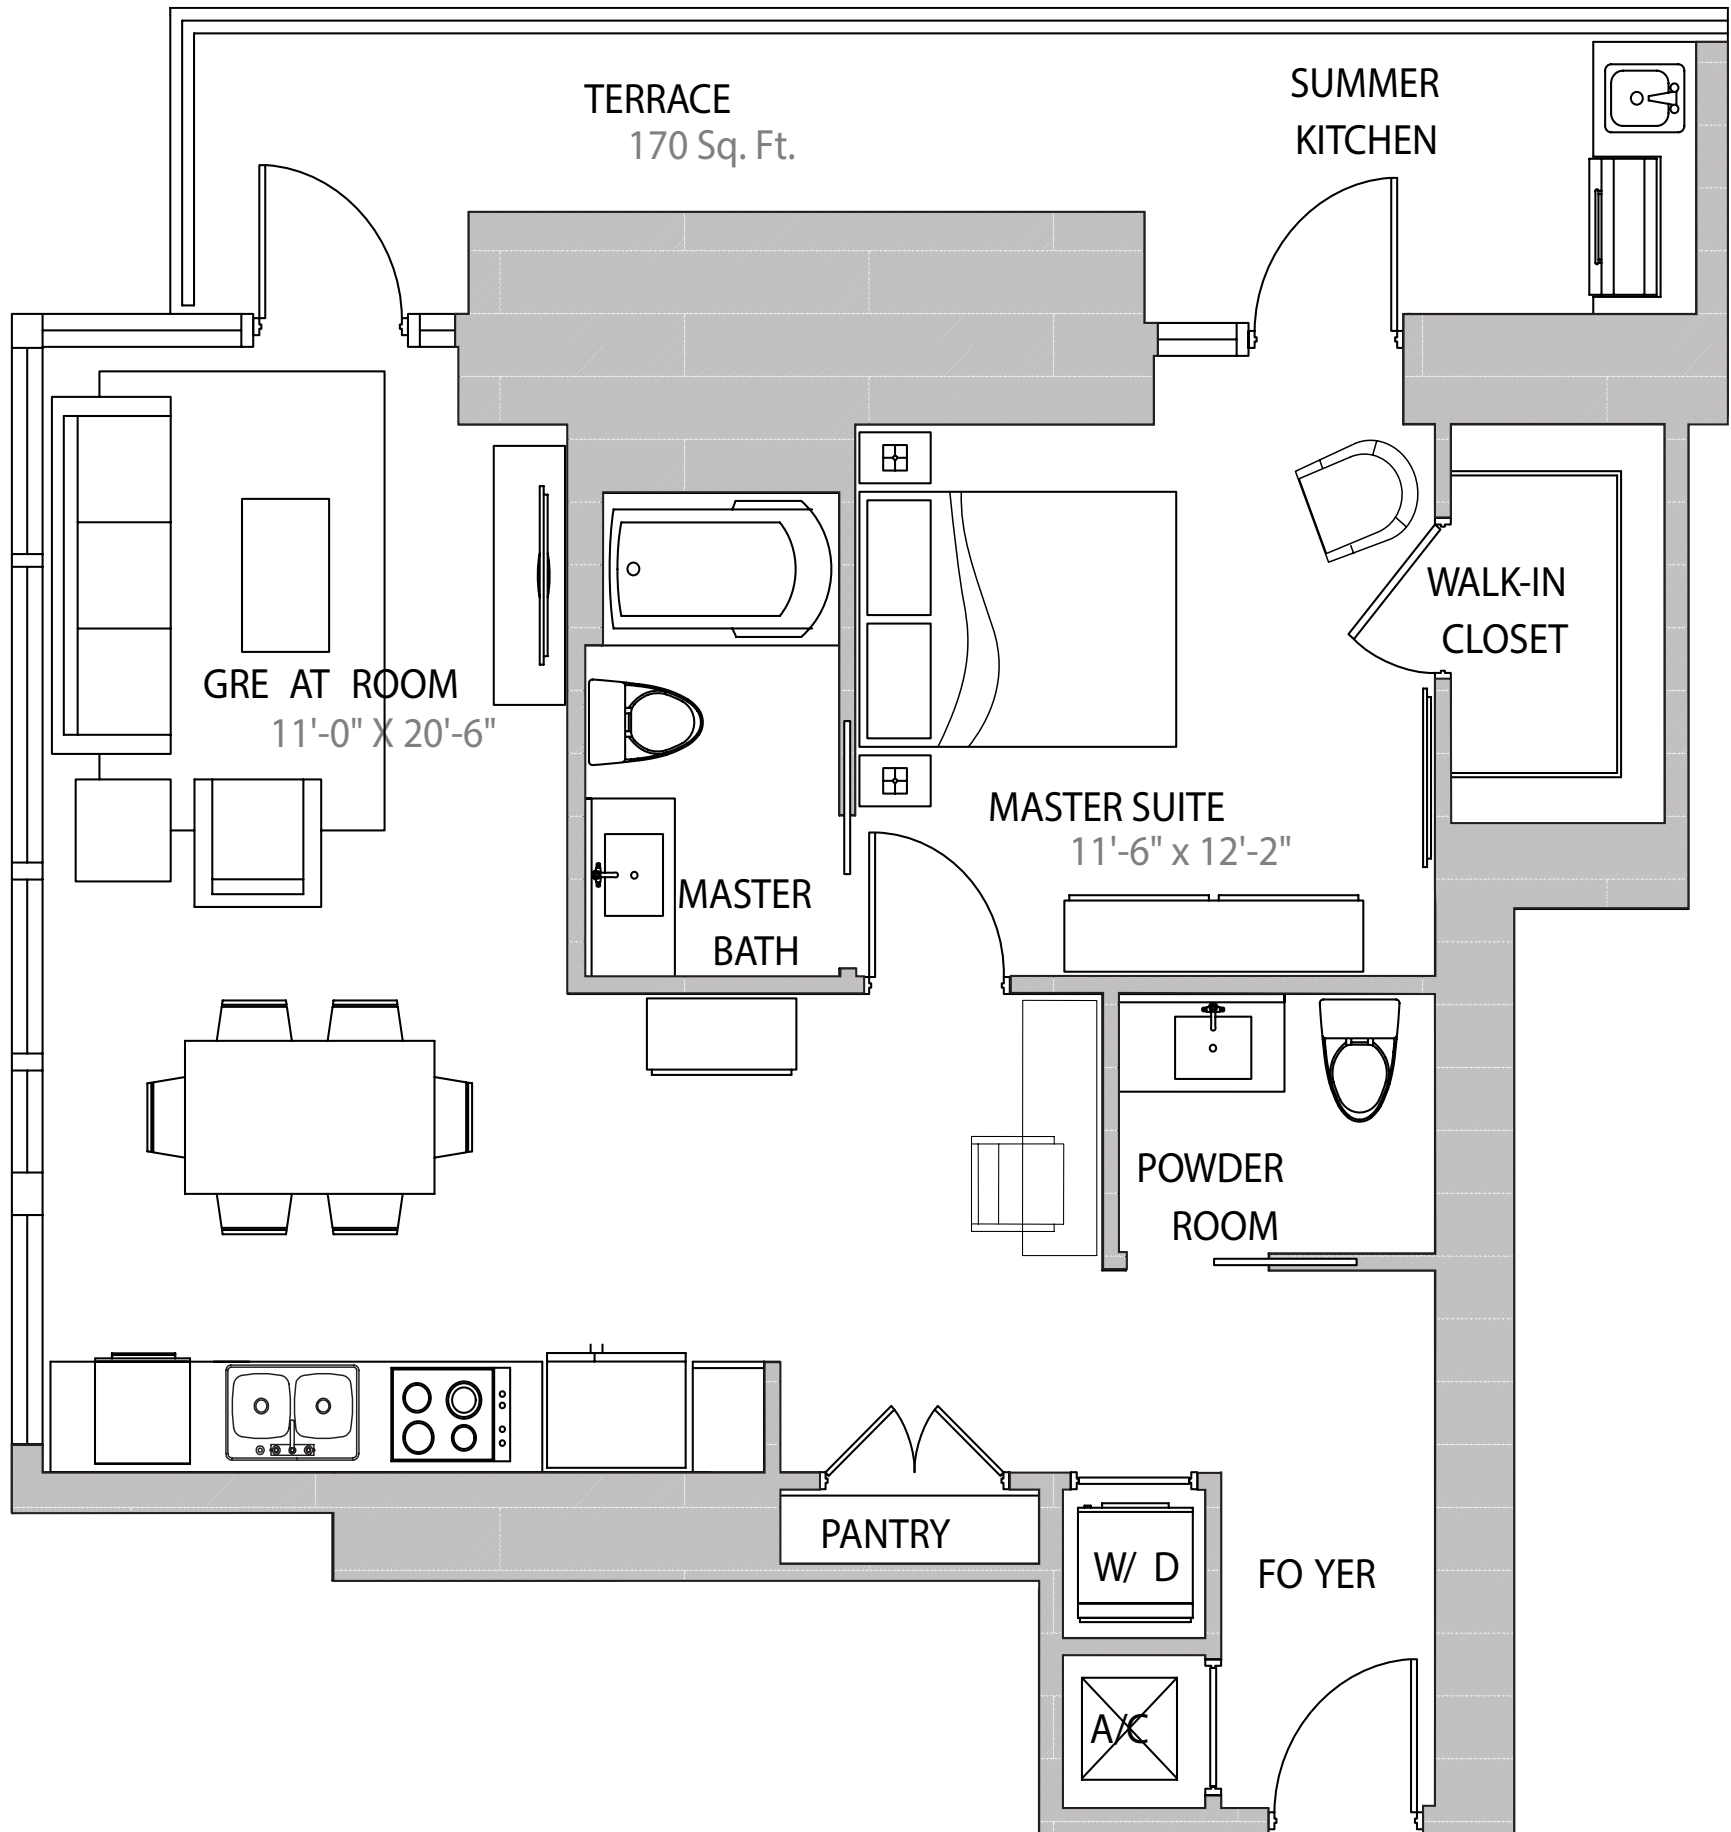 TERRACE
170 Sq. Ft.
SUMMER
KITCHEN
WALK-IN
CLOSET
GRE AT ROOM
11'-0" X 20'-6"
MASTER SUITE
11'-6" x 12'-2"
MASTER
BATH
POWDER
ROOM
PANTRY
W/ D
FO YER
A/C